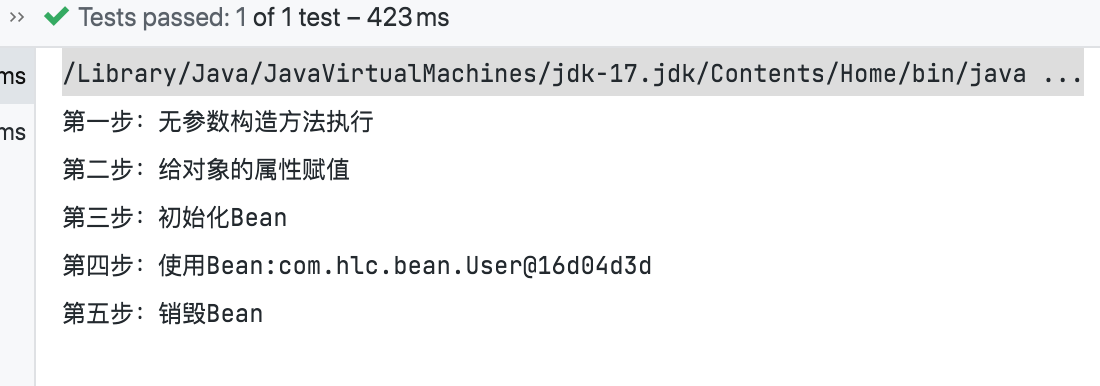 >> Tests passed: 1 of 1 test – 423 ms
ms
/Library/Java/JavaVirtualMachines/jdk-17.jdk/Contents/Home/bin/java ...
第一步：无参数构造方法执行
ms
第二步：给对象的属性赋值
第三步：初始化Bean
第四步：使用Bean:com.hlc.bean.User@16d04d3d
第五步：销毁Bean